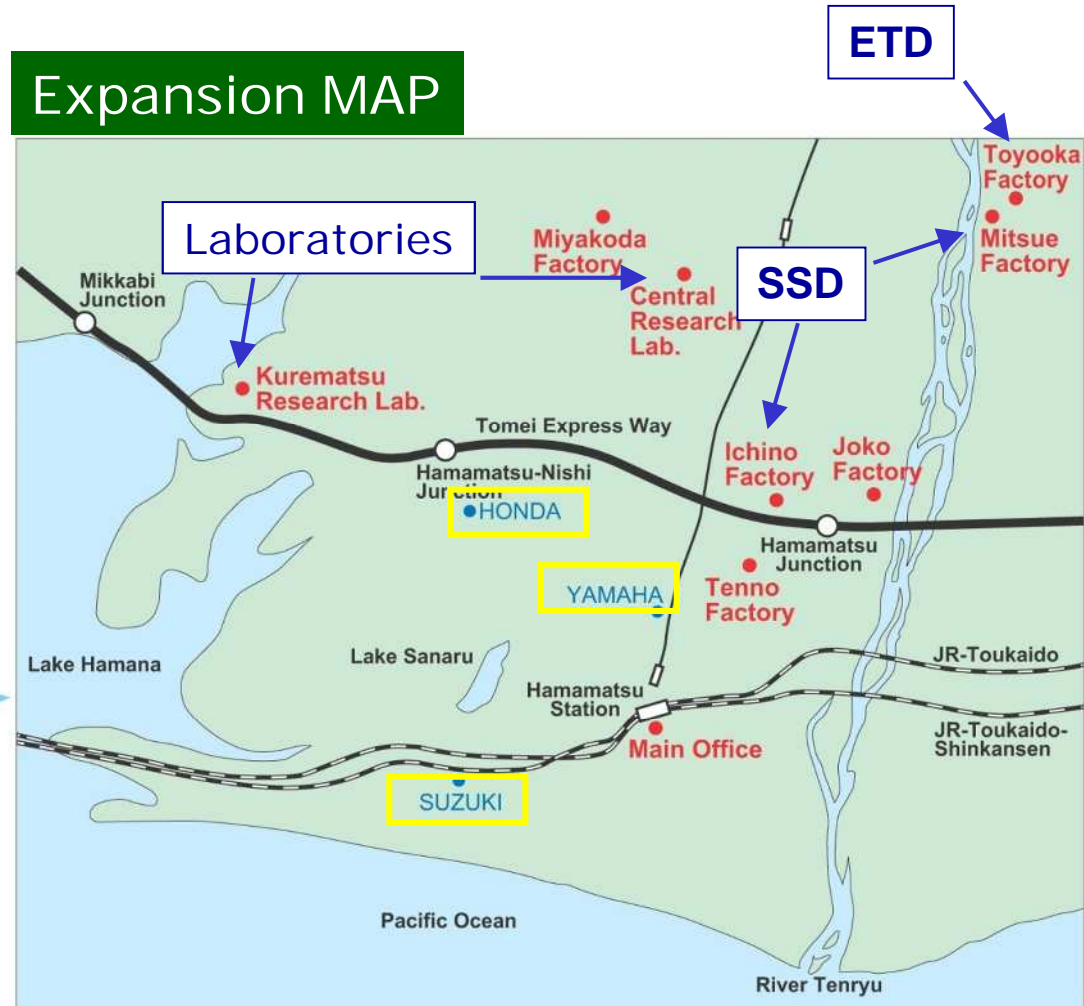 ETD
Expansion MAP
Toyooka
Factory
Laboratories
Miyakoda
Factory
Mitsue
Factory
Mikkabi
Junction
SSD
Central
Research
Lab.
Kurematsu
Research Lab.
Tomei Express Way
Ichino
Factory
Joko
Factory
Hamamatsu-Nishi
Junction
HONDA
Hamamatsu
Junction
YAMAHA
Tenno
Factory
Lake Hamana
Lake Sanaru
JR-Toukaido
Hamamatsu
Station
Main Office
JR-Toukaido-
Shinkansen
SUZUKI
Pacific Ocean
River Tenryu